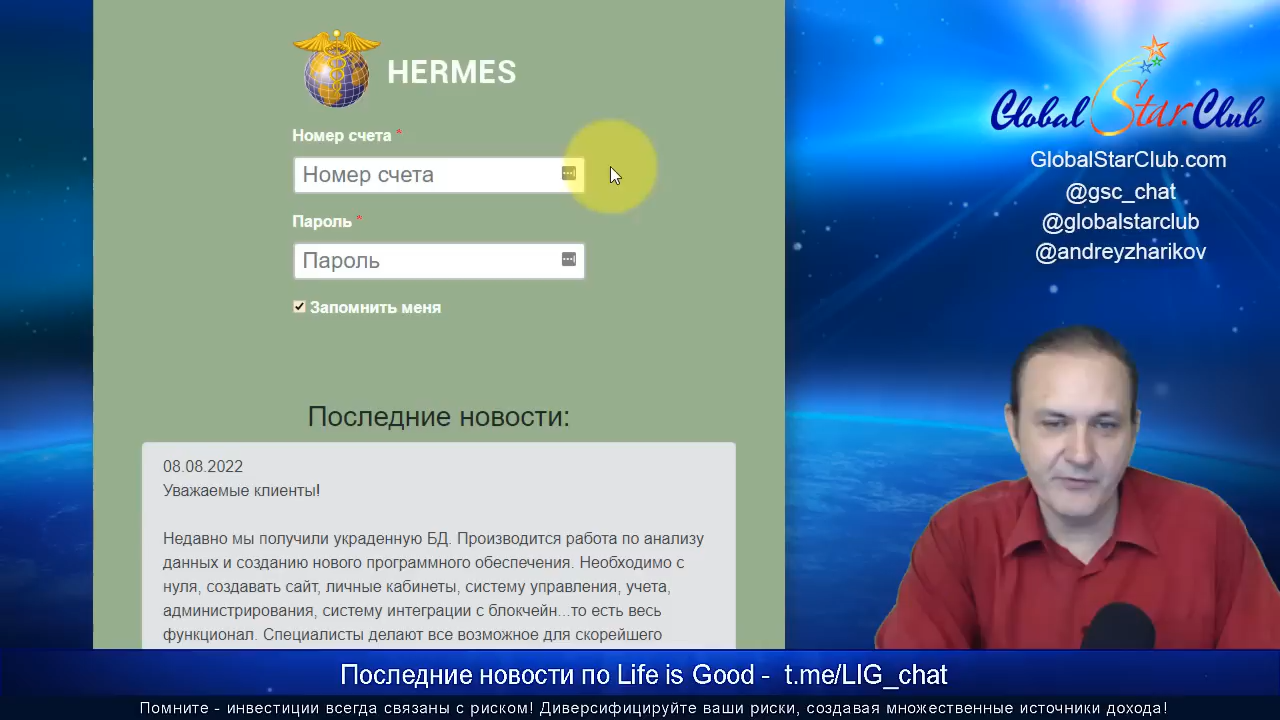 HERMES
Номер счета *
Номер счета
Пароль *
Пароль
Запомнить меня
Последние новости:
08.08.2022
Уважаемые клиенты!
Недавно мы получили украденную БД. Производится работа по анализу
данных и созданию нового программного обеспечения. Необходимо с
нуля, создавать сайт, личные кабинеты, систему управления, учета,
администрирования, систему интеграции с блокчейн...то есть весь
функционал. Специалисты делают все возможное для скорейшего
Global Star.Club
GlobalStarClub.com
@gsc_chat
@globalstarclub
@andreyzharikov
Последние новости по Life is Good - t.me/LIG_chat
Помните - инвестиции всегда связаны с риском! Диверсифицируйте ваши риски, создавая множественные источники дохода!